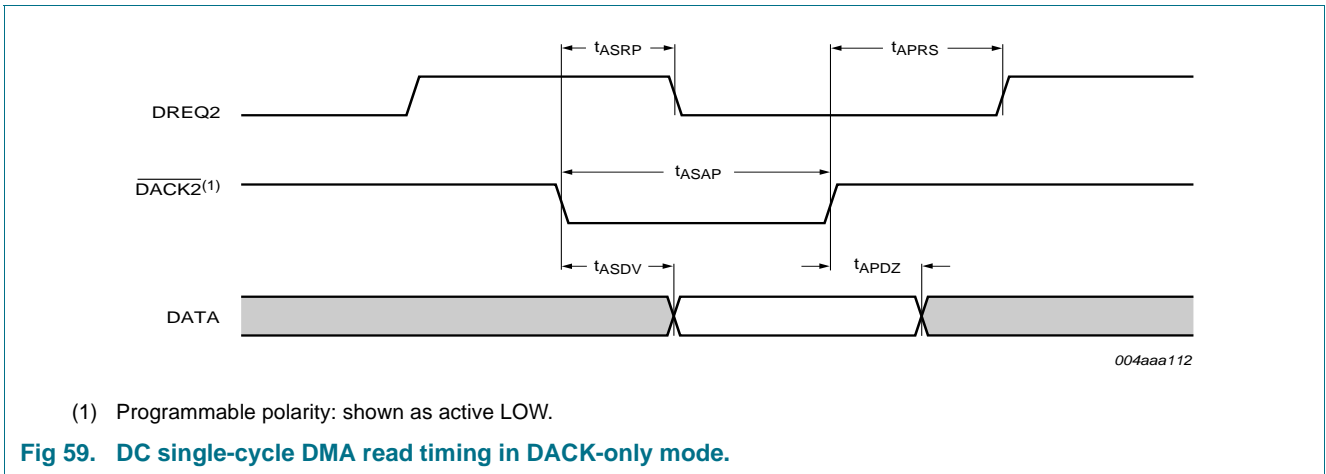 tASRP
tAPRS
DREQ2
tASAP
DACK2(1)
tASDV
tAPDZ
DATA
004aaa112
(1) Programmable polarity: shown as active LOW.
Fig 59. DC single-cycle DMA read timing in DACK-only mode.